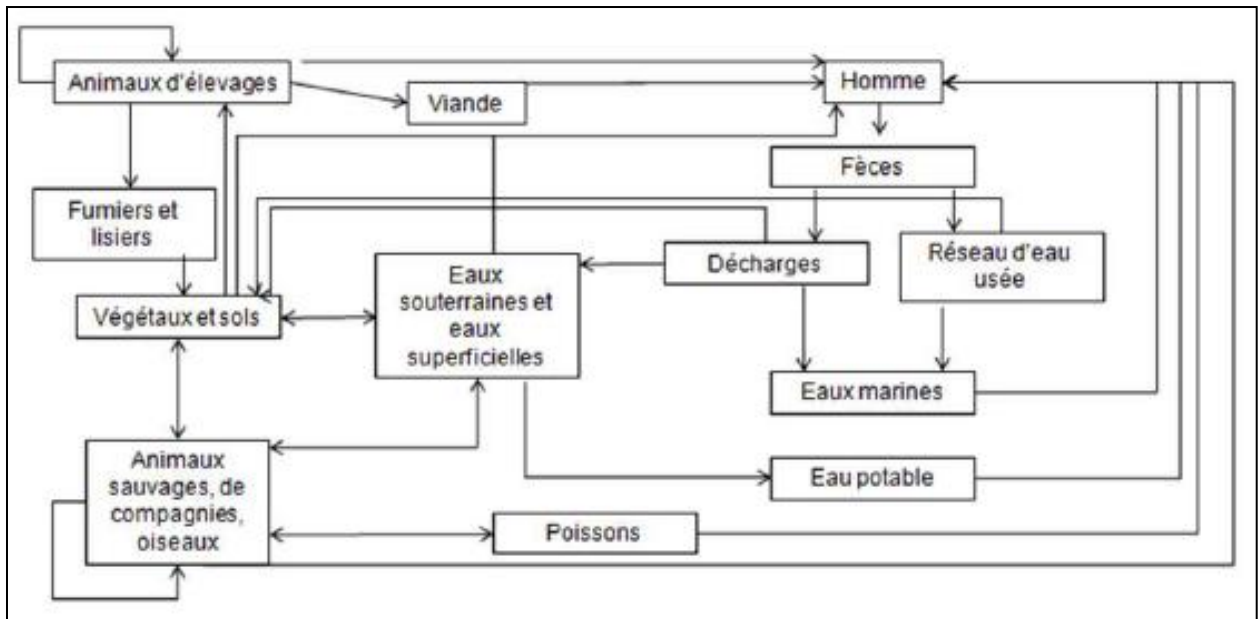 Animaux d'élevages
Viande
Homme
Fèces
Fumiers et
lisiers
Décharges
Réseau d'eau
usée
Végétaux et sols
Eaux
souterraines et
eaux
superficielles
Eaux marines
Animaux
sauvages, de
compagnies,
oiseaux
Eau potable
Poissons